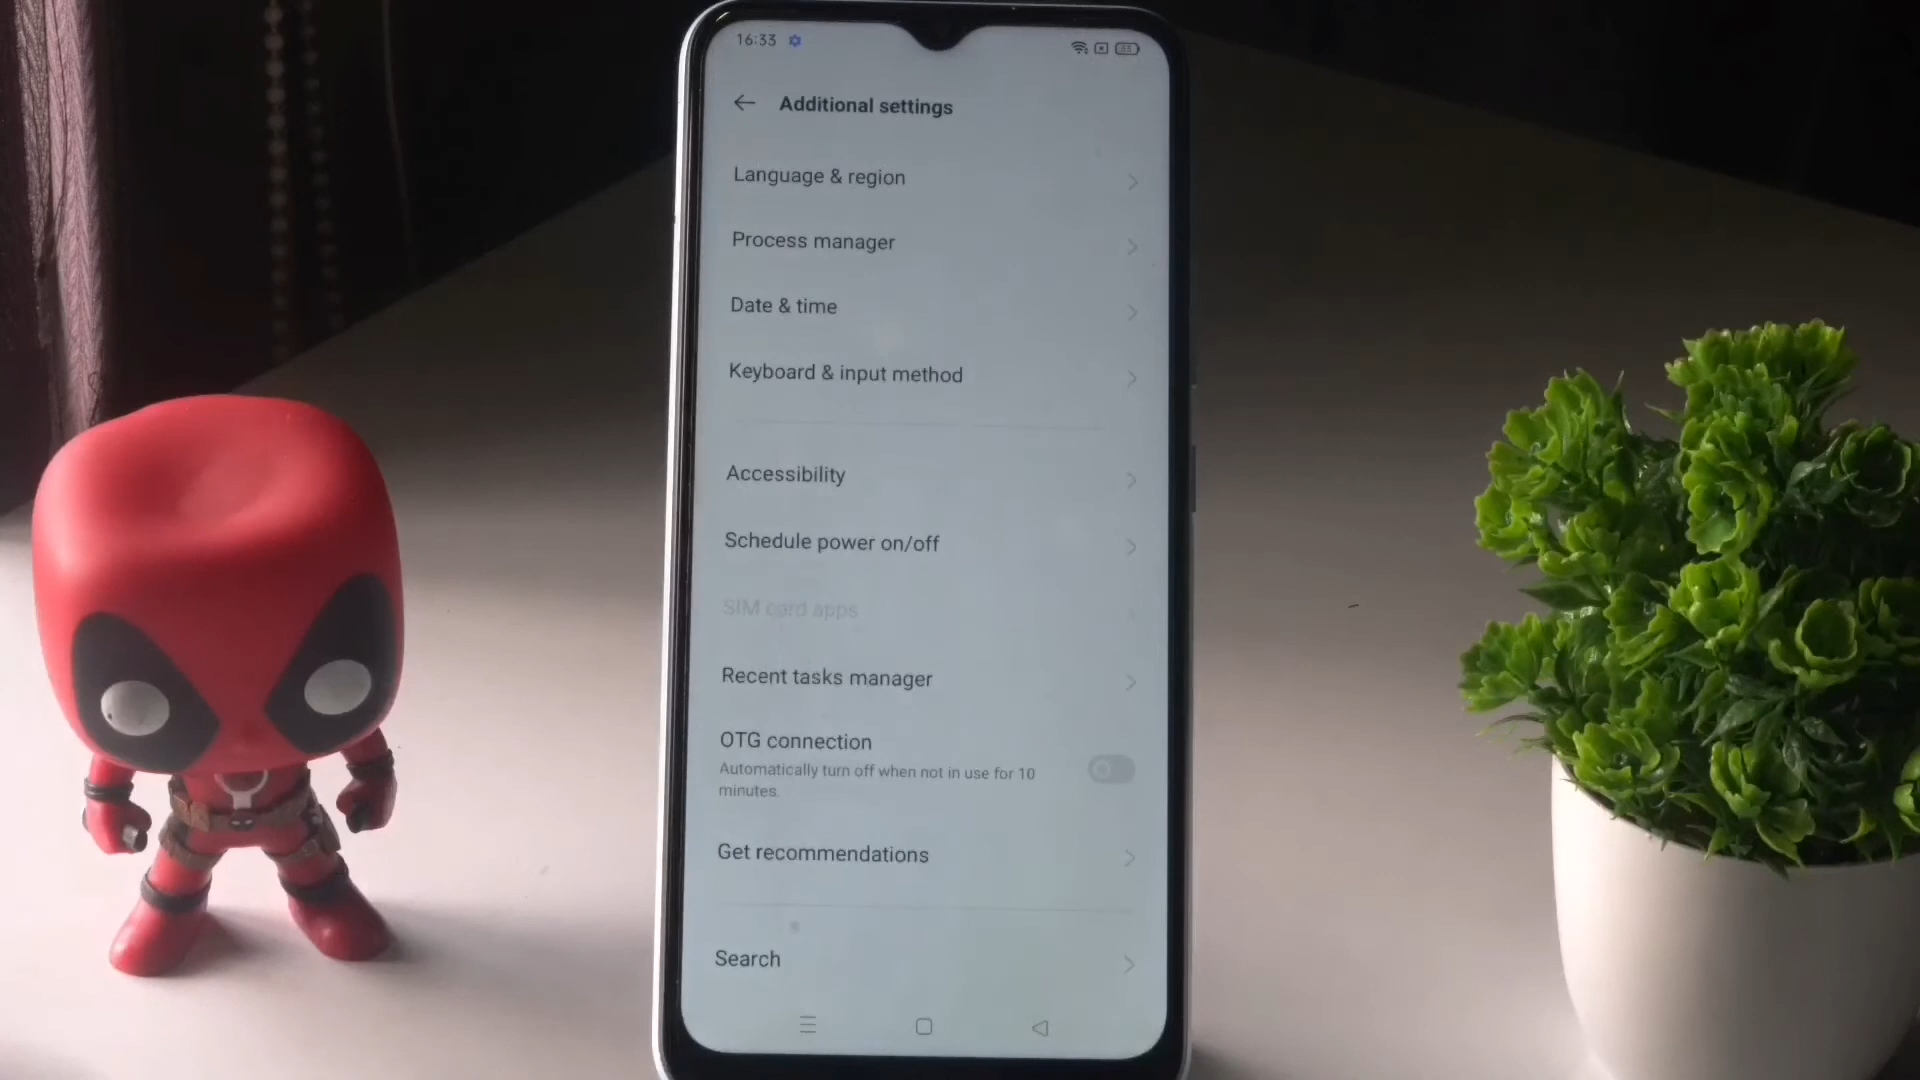 16:33
Additional settings
Language & region
Process manager
Date & time
Keyboard & input method
Accessibility
Schedule power on/off
SIM card apps
Recent tasks manager
OTG connection
Automatically turn off when not in use for 10
minutes.
Get recommendations
Search